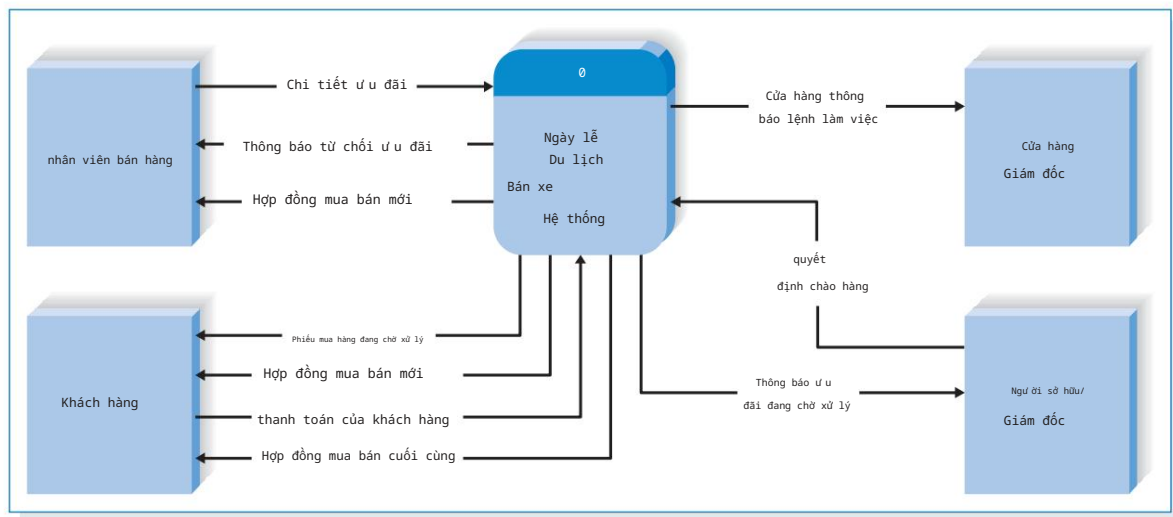 0
Chi tiết ưu đãi
Cửa hàng thông
báo lệnh làm việc
Ngày lễ
Du lịch
Bán xe
Hệ thống
nhân viên bán hàng
Thông báo từ chối ưu đãi
Hợp đồng mua bán mới
Cửa hàng
Giám đốc
quyết
định chào hàng
Phiếu mua hàng đang chờ xử lý
Hợp đồng mua bán mới
Khách hàng
thanh toán của khách hàng
Hợp đồng mua bán cuối cùng
Thông báo ưu
đãi đang chờ xử lý
Người sở hữu/
Giám đốc